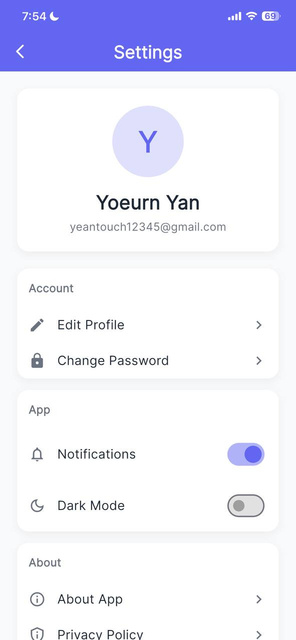 7:54
69
Settings
Y
Yoeurn Yan
yeantouch12345@gmail.com
Account
Edit Profile
Change Password
App
Notifications
Dark Mode
About
About App
Privacy Policy